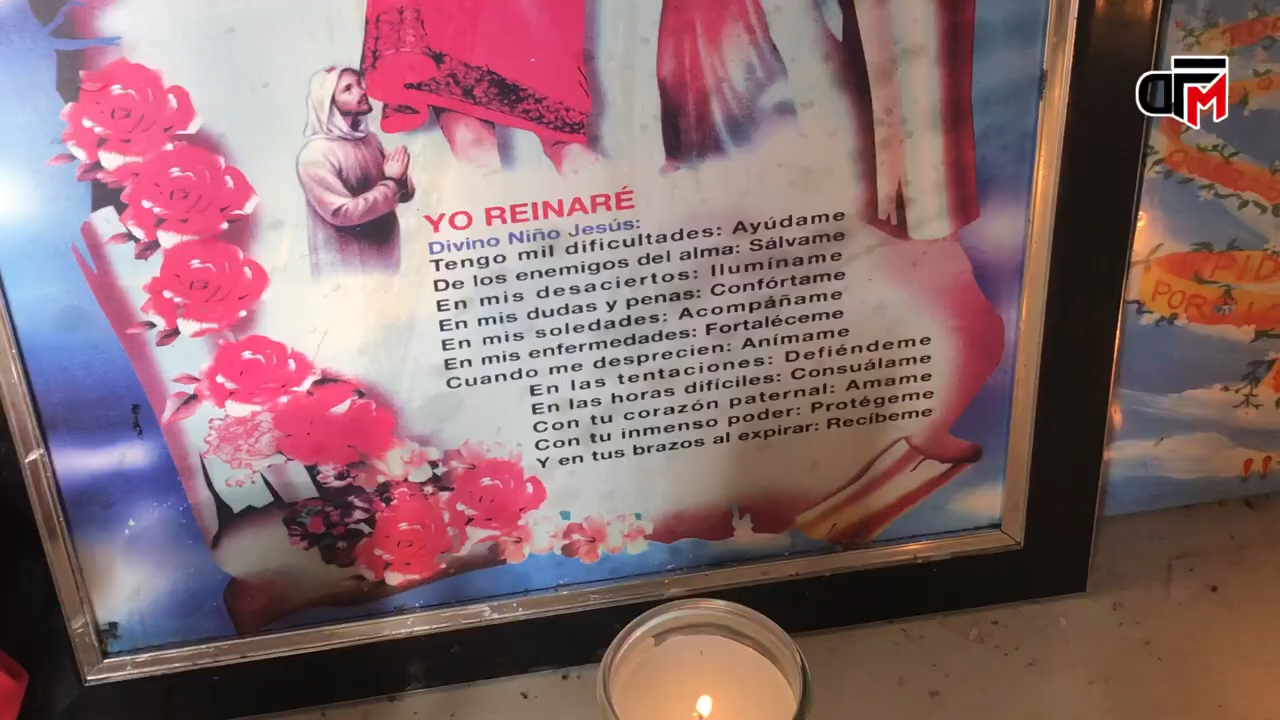 YO REINARÉ
Divino Niño Jesús:
Tengo mil dificultades: Ayúdame
De los enemigos del alma: Sálvame
En mis desaciertos: Ilumíname
En mis dudas y penas: Confórtame
En mis soledades: Acompáñame
En mis enfermedades: Fortaléceme
Cuando me desprecien: Anímame
En las tentaciones: Defiéndeme
En las horas difíciles: Consuálame
Con tu corazón paternal: Amame
Con tu inmenso poder: Protégeme
Y en tus brazos al expirar: Recíbeme
PID
POR
!!